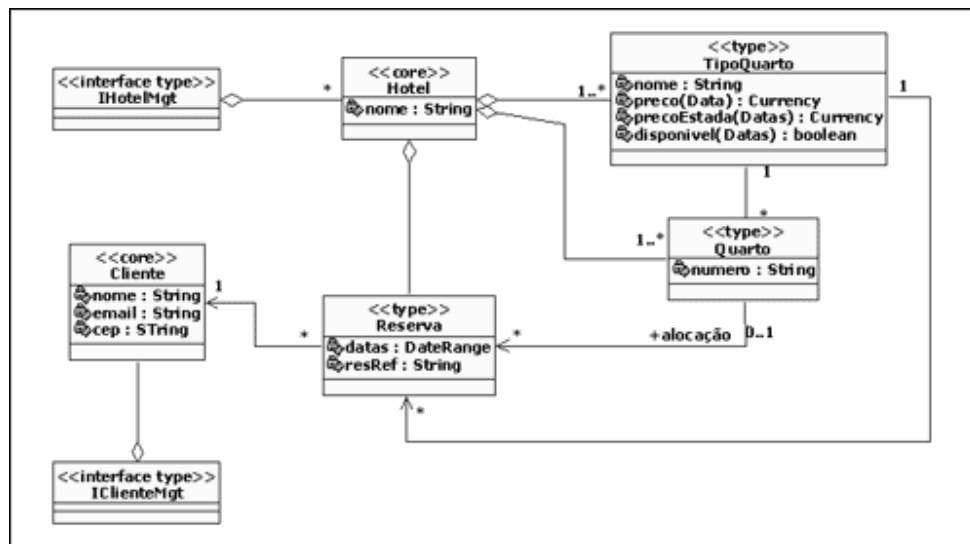 <<interface type>>
IHotelMgt
*
<<core>>
Hotel
nome : String
1..*
<<type>>
TipoQuarto
nome : String
preco(Data) : Currency
precoEstada(Datas) : Currency
disponivel(Datas) : boolean
1
1
*
1..*
<<type>>
Quarto
numero : String
<<core>>
Cliente
nome : String
email : String
cep : STring
1
*
<<type>>
Reserva
datas : DateRange
resRef : String
*
+alocação
0..1
*
<<interface type>>
IClienteMgt